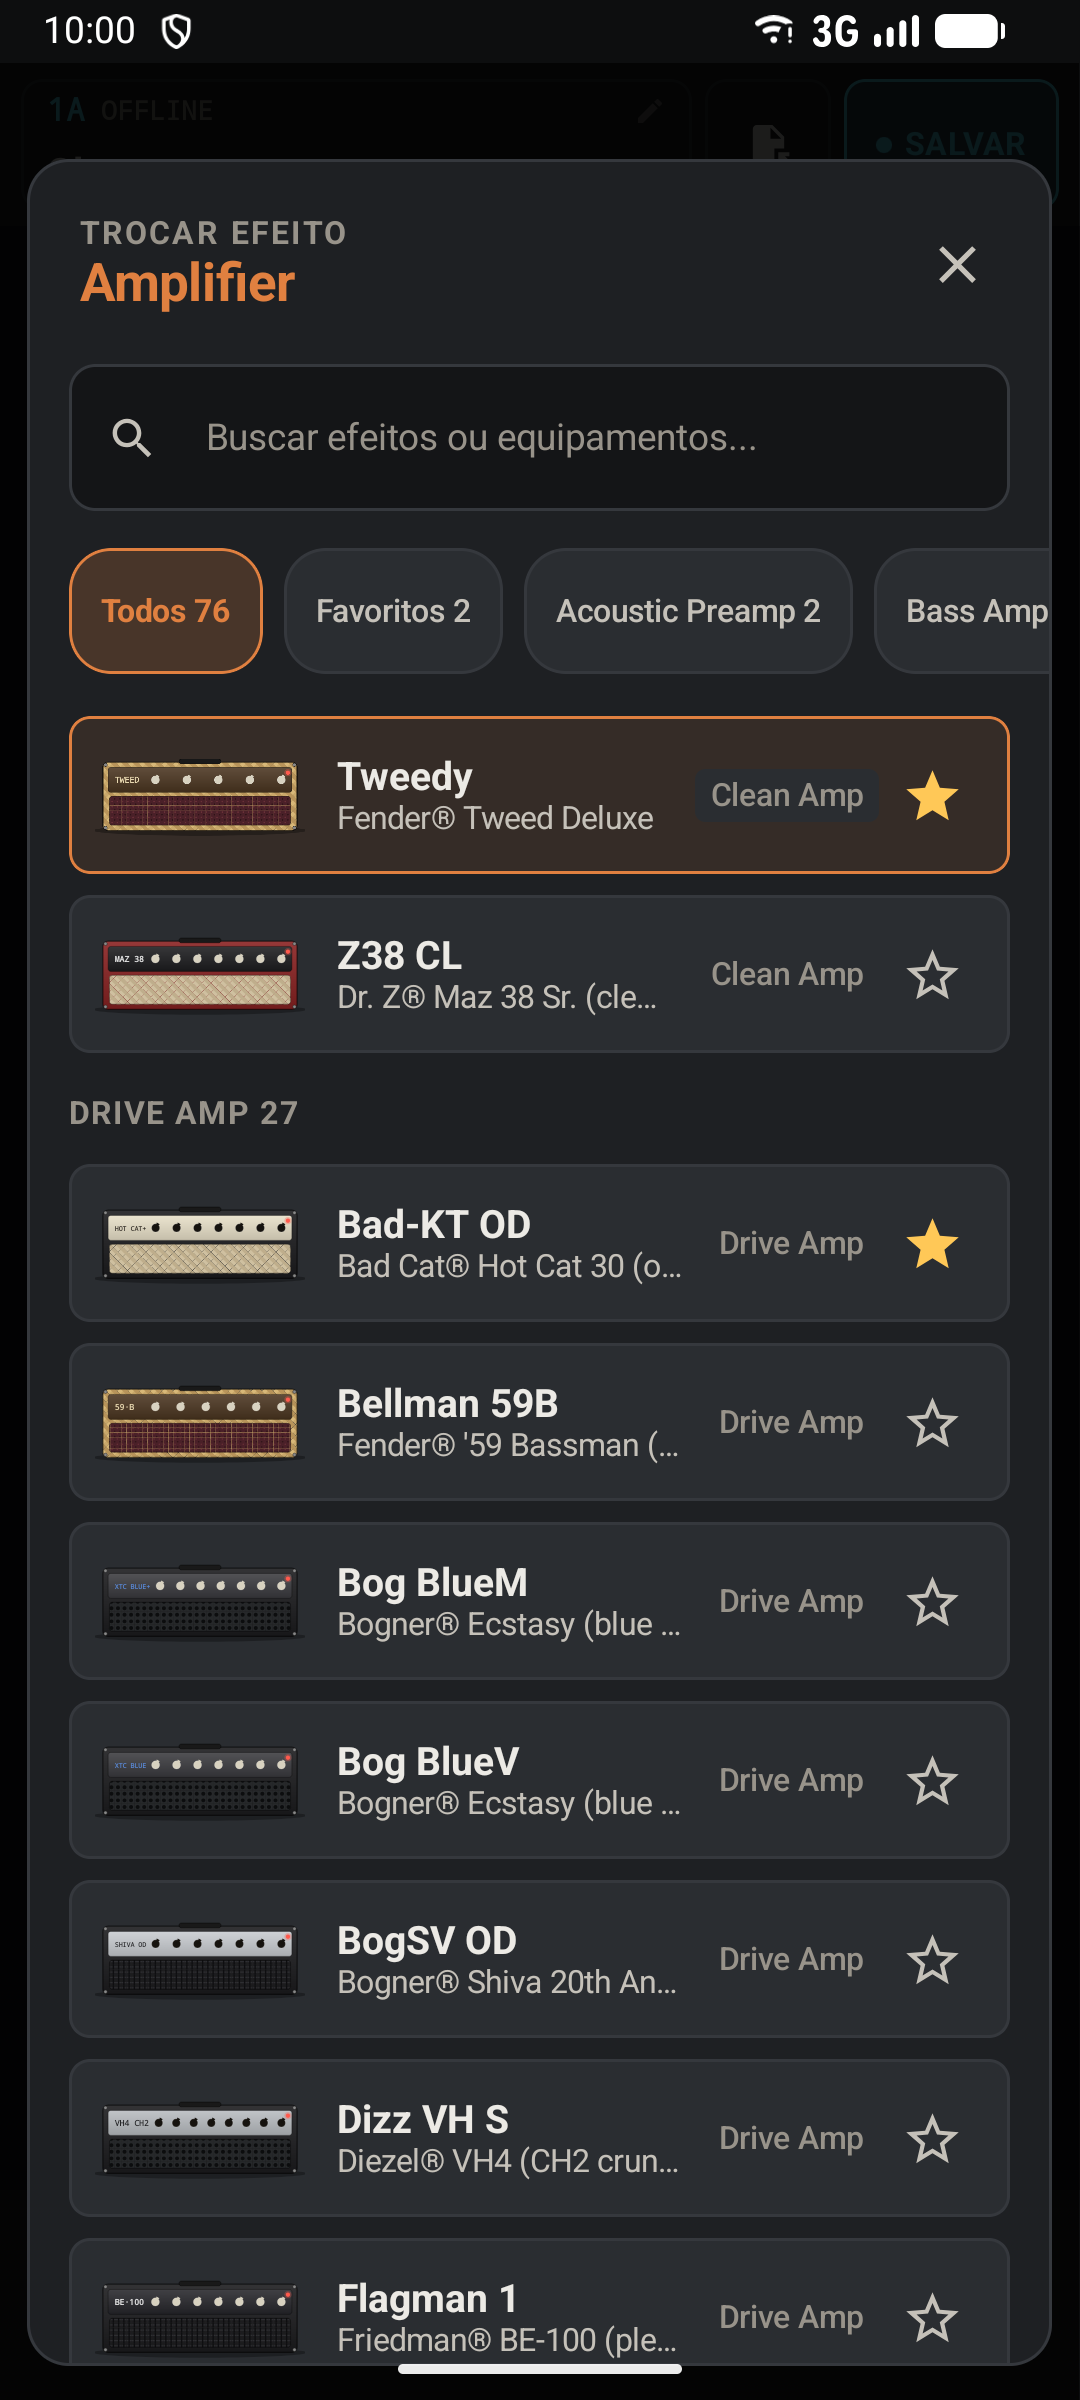 10:00
3G
1A OFFLINE
SALVAR
TROCAR EFEITO
Amplifier
Buscar efeitos ou equipamentos...
Todos 76
Favoritos 2
Acoustic Preamp 2
Bass Amp
TWEED
Tweedy
Fender® Tweed Deluxe
Clean Amp
MAZ 38
Z38 CL
Dr. Z® Maz 38 Sr. (cle...
Clean Amp
DRIVE AMP 27
HOT CAT+
Bad-KT OD
Bad Cat® Hot Cat 30 (o...
Drive Amp
59-B
Bellman 59B
Fender® '59 Bassman (...
Drive Amp
XTC BLUE+
Bog BlueM
Bogner® Ecstasy (blue ...
Drive Amp
XTC BLUE
Bog BlueV
Bogner® Ecstasy (blue ...
Drive Amp
SHIVA OD
BogSV OD
Bogner® Shiva 20th An...
Drive Amp
VH4 CH2
Dizz VH S
Diezel® VH4 (CH2 crun...
Drive Amp
BE-100
Flagman 1
Friedman® BE-100 (ple...
Drive Amp